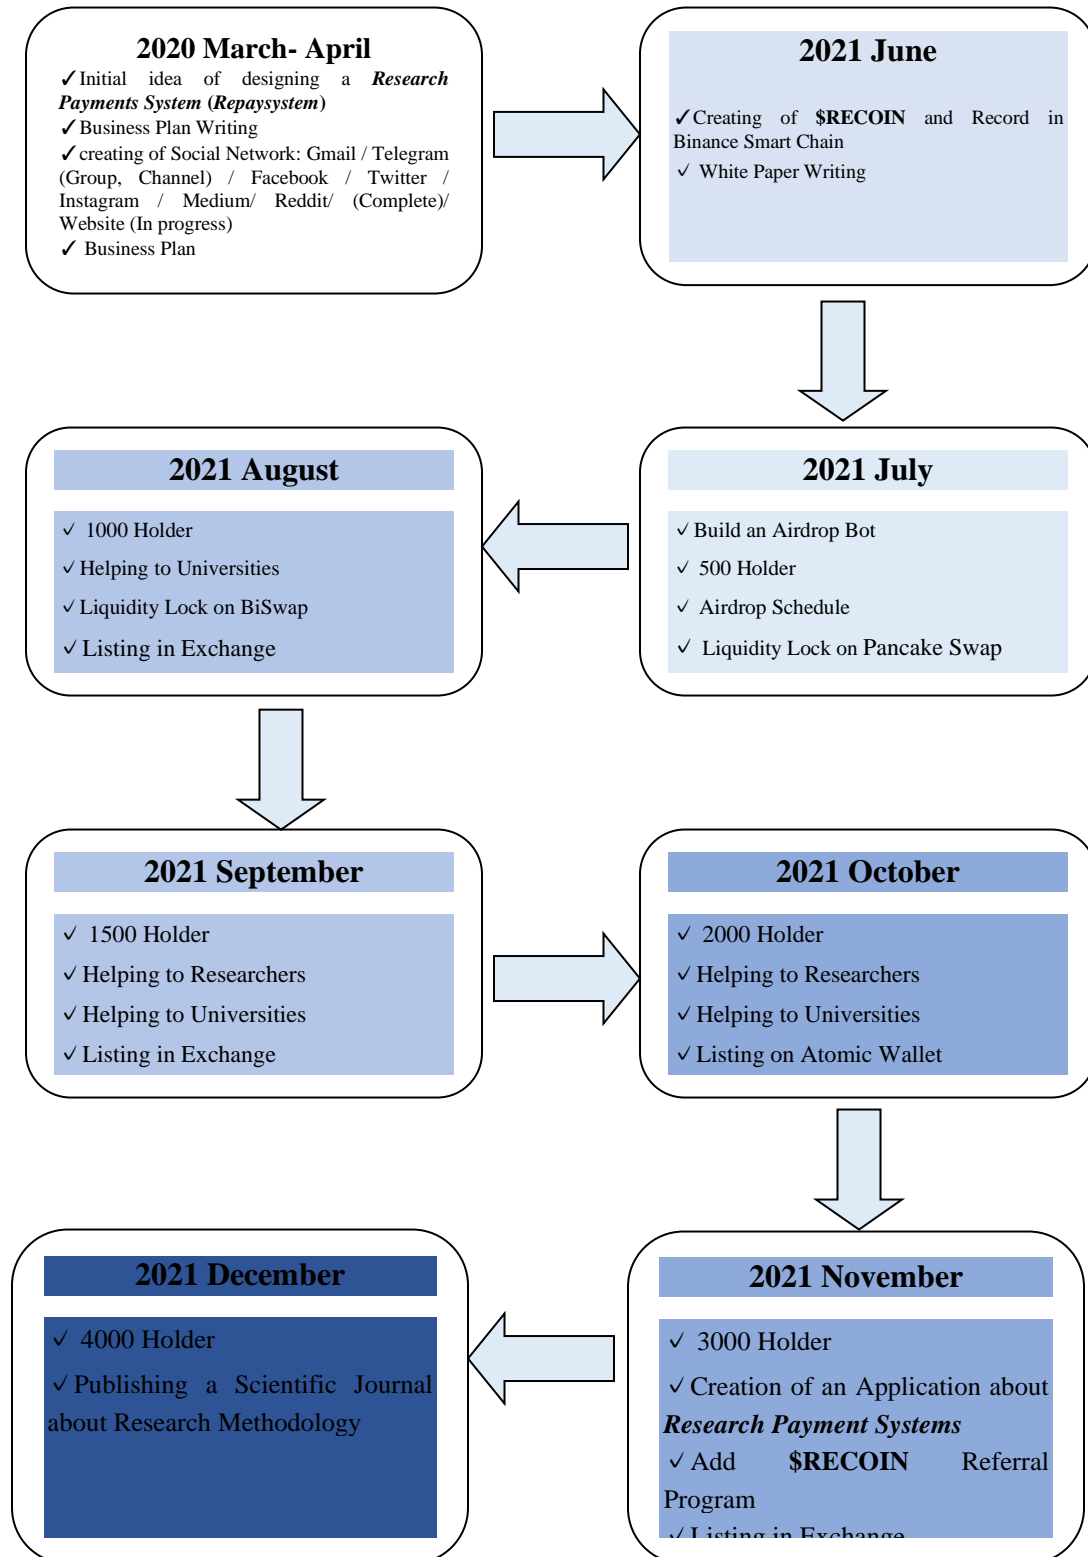 2020 March- April
✓Initial idea of designing a Research
Payments System (Repaysystem)
✓Business Plan Writing
✓creating of Social Network: Gmail / Telegram
(Group, Channel) / Facebook / Twitter /
Instagram / Medium/ Reddit/ (Complete)/
Website (In progress)
✓ Business Plan
2021 June
✓Creating of $RECOIN and Record in
Binance Smart Chain
✓ White Paper Writing
2021 July
✓ Build an Airdrop Bot
✓ 500 Holder
✓ Airdrop Schedule
✓ Liquidity Lock on Pancake Swap
2021 August
✓ 1000 Holder
✓ Helping to Universities
✓ Liquidity Lock on BiSwap
✓ Listing in Exchange
2021 September
✓ 1500 Holder
✓ Helping to Researchers
✓ Helping to Universities
✓ Listing in Exchange
2021 October
✓ 2000 Holder
✓ Helping to Researchers
✓ Helping to Universities
✓ Listing on Atomic Wallet
2021 November
✓ 3000 Holder
✓ Creation of an Application about
Research Payment Systems
✓ Add $RECOIN Referral
Program
✓ Listing in Exchange
2021 December
✓ 4000 Holder
✓ Publishing a Scientific Journal
about Research Methodology